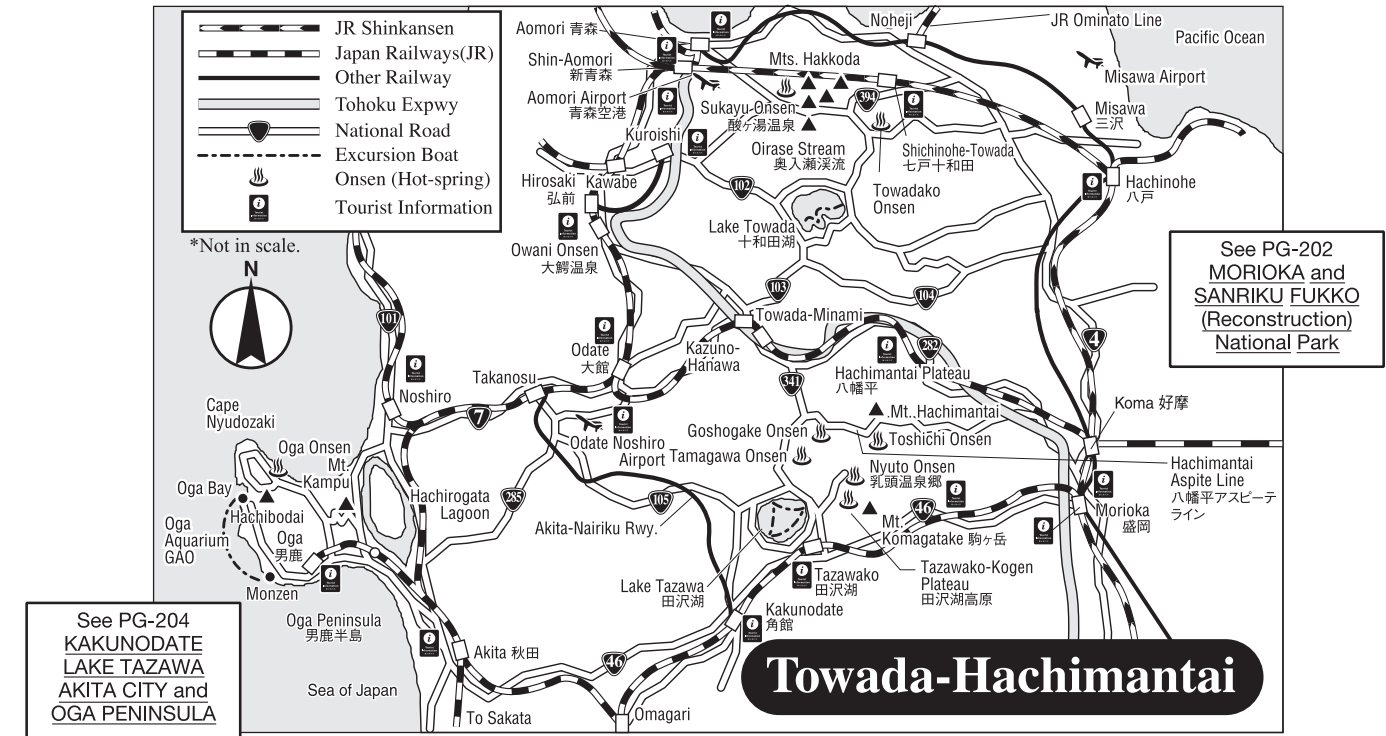 JR Shinkansen
Japan Railways(JR)
Other Railway
Tohoku Expwy
National Road
Excursion Boat
Onsen (Hot-spring)
Tourist Information
*Not in scale.
N
Aomori 青森
Shin-Aomori
新青森
Aomori Airport
青森空港
Kuroishi
Noheji
JR Ominato Line
Pacific Ocean
Misawa Airport
Misawa
三沢
Mts. Hakkoda
394
Sukayu Onsen
酸ヶ湯温泉
Oirase Stream
奥入瀬渓流
Shichinohe-Towada
七戸十和田
Towadako
Onsen
Hachinohe
八戸
Hirosaki
弘前
Kawabe
102
Owani Onsen
大鰐温泉
Lake Towada
十和田湖
See PG-202
MORIOKA and
SANRIKU FUKKO
(Reconstruction)
National Park
103
104
101
Towada-Minami
Kazuno-
Hanawa
282
4
Odate
大館
341
Hachimantai Plateau
八幡平
Takanosu
Noshiro
7
Mt. Hachimantai
Koma 好摩
Cape
Nyudozaki
Odate Noshiro
Airport
Goshogake Onsen
Toshichi Onsen
Tamagawa Onsen
Oga Onsen
Mt.
Kampu
Nyuto Onsen
乳頭温泉郷
Hachimantai
Aspite Line
八幡平アスピーテ
ライン
Oga Bay
Hachibodai
Hachirogata
Lagoon
285
105
46
Morioka
盛岡
Oga
Aquarium
GAO
Oga
男鹿
Akita-Nairiku Rwy.
Mt.
Komagatake 駒ヶ岳
Monzen
Lake Tazawa
田沢湖
Tazawako
田沢湖
Tazawako-Kogen
Plateau
田沢湖高原
Oga Peninsula
男鹿半島
Kakunodate
角館
See PG-204
KAKUNODATE
LAKE TAZAWA
AKITA CITY and
OGA PENINSULA
Akita 秋田
46
Sea of Japan
To Sakata
Omagari
Towada-Hachimantai